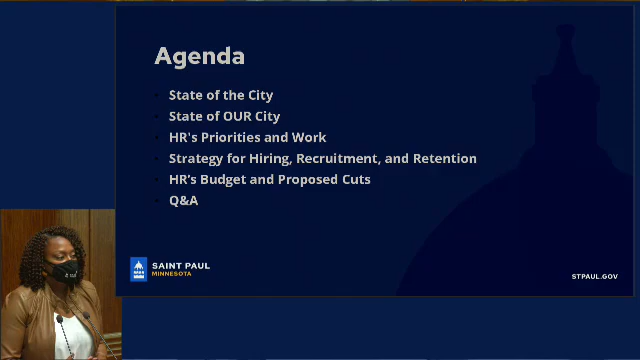 Agenda
State of the City
State of OUR City
HR's Priorities and Work
Strategy for Hiring, Recruitment, and Retention
HR's Budget and Proposed Cuts
Q&A
SAINT PAUL
MINNESOTA
STPAUL.GOV